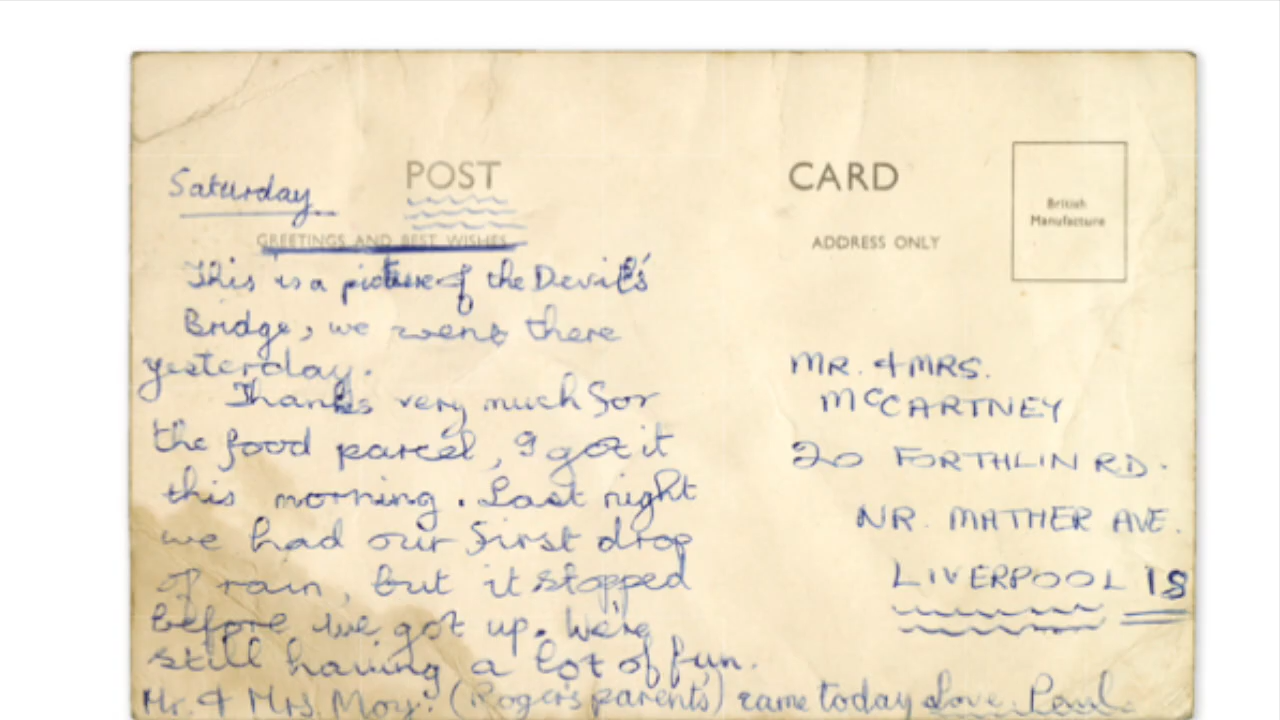 POST CARD
Saturday
GREETINGS AND BEST WISHES
ADDRESS ONLY
British
Manufacture
This is a picture of the Devil's
Bridge, we went there
yesterday.
Thanks very much for
the food parcel, I got it
this morning. Last night
we had our first drop
of rain, but it stopped
before we got up. We're
still having a lot of fun.
Mr. & Mrs. Moy: (Roger's parents) came today love Paul.
MR. & MRS.
McCARTNEY
20 FORTHLIN RD.
NR. MATHER AVE.
LIVERPOOL 18